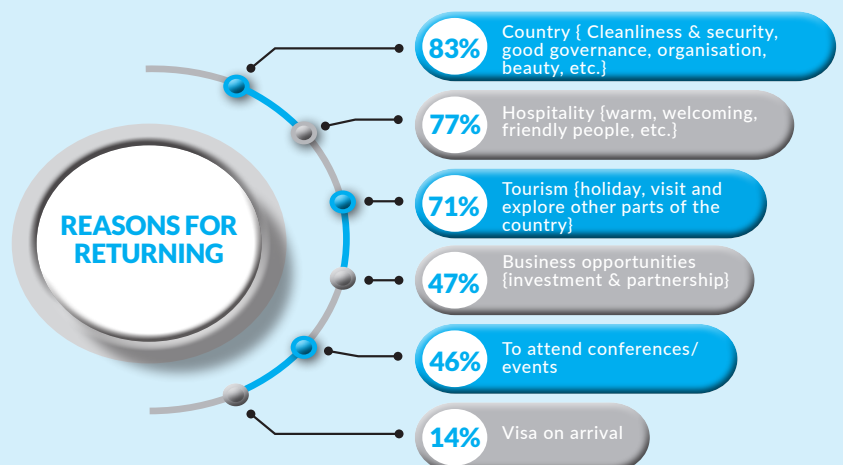 REASONS FOR
RETURNING
83%
Country { Cleanliness & security,
good governance, organisation,
beauty, etc.}
77%
Hospitality {warm, welcoming,
friendly people, etc.}
71%
Tourism {holiday, visit and
explore other parts of the
country}
47%
Business opportunities
{investment & partnership}
46%
To attend conferences/
events
14%
Visa on arrival